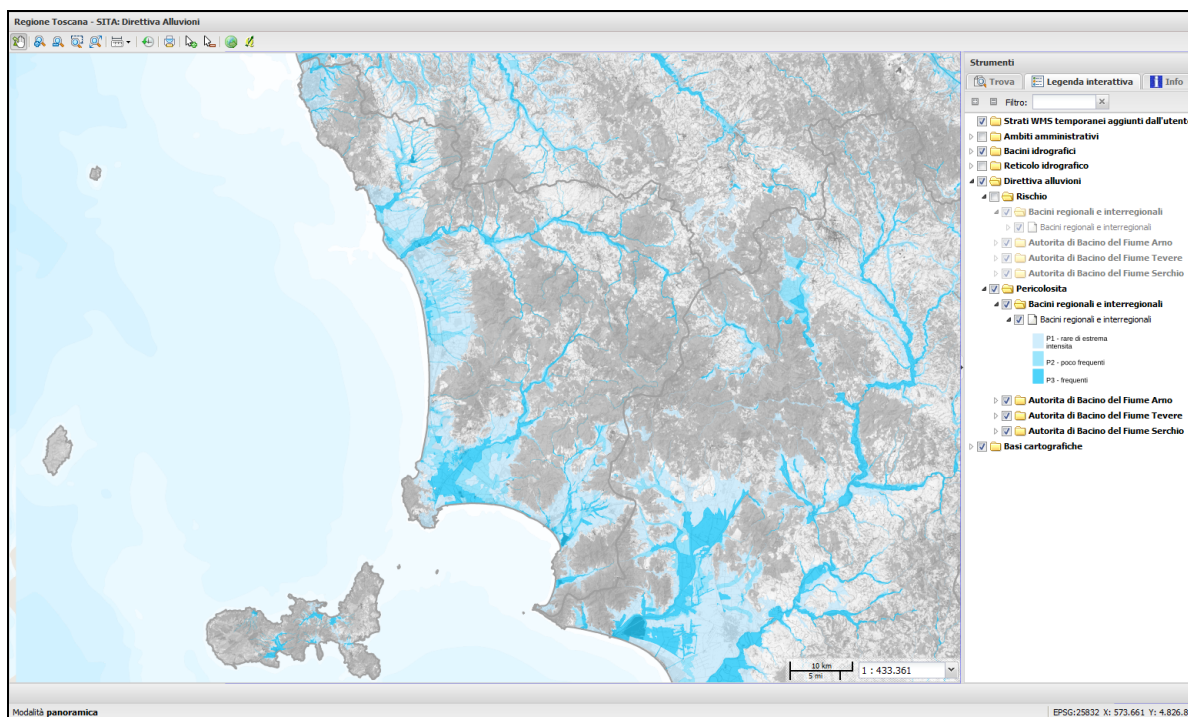 Regione Toscana - SITA: Direttiva Alluvioni
Strumenti
Trova
Legenda interattiva
Info
Filtro:
Strati WMS temporanei aggiunti dall'utente
Ambiti amministrativi
Bacini idrografici
Reticolo idrografico
Direttiva alluvioni
Rischio
Bacini regionali e interregionali
Bacini regionali e interregionali
Autorita di Bacino del Fiume Arno
Autorita di Bacino del Fiume Tevere
Autorita di Bacino del Fiume Serchio
Pericolosita
Bacini regionali e interregionali
Bacini regionali e interregionali
P1 - rare di estrema
intensita
P2 - poco frequenti
P3 - frequenti
Autorita di Bacino del Fiume Arno
Autorita di Bacino del Fiume Tevere
Autorita di Bacino del Fiume Serchio
Basi cartografiche
10 km
5 mi
1 : 433.361
Modalità panoramica
EPSG:25832 X: 573.661 Y: 4.826.8